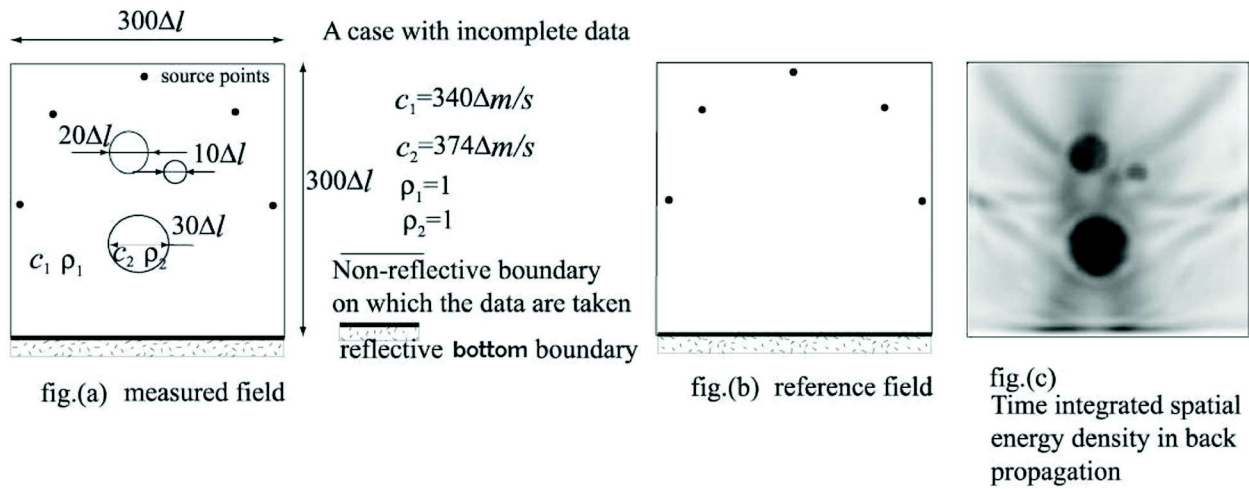 300Δl
A case with incomplete data
source points
c₁=340Δm/s
20Δl
10Δl
c₂=374Δm/s
300Δl
ρ₁=1
ρ₂=1
30Δl
c₁ ρ₁
c₂ ρ₂
Non-reflective boundary
on which the data are taken
reflective bottom boundary
fig.(a) measured field
fig.(b) reference field
fig.(c)
Time integrated spatial
energy density in back
propagation